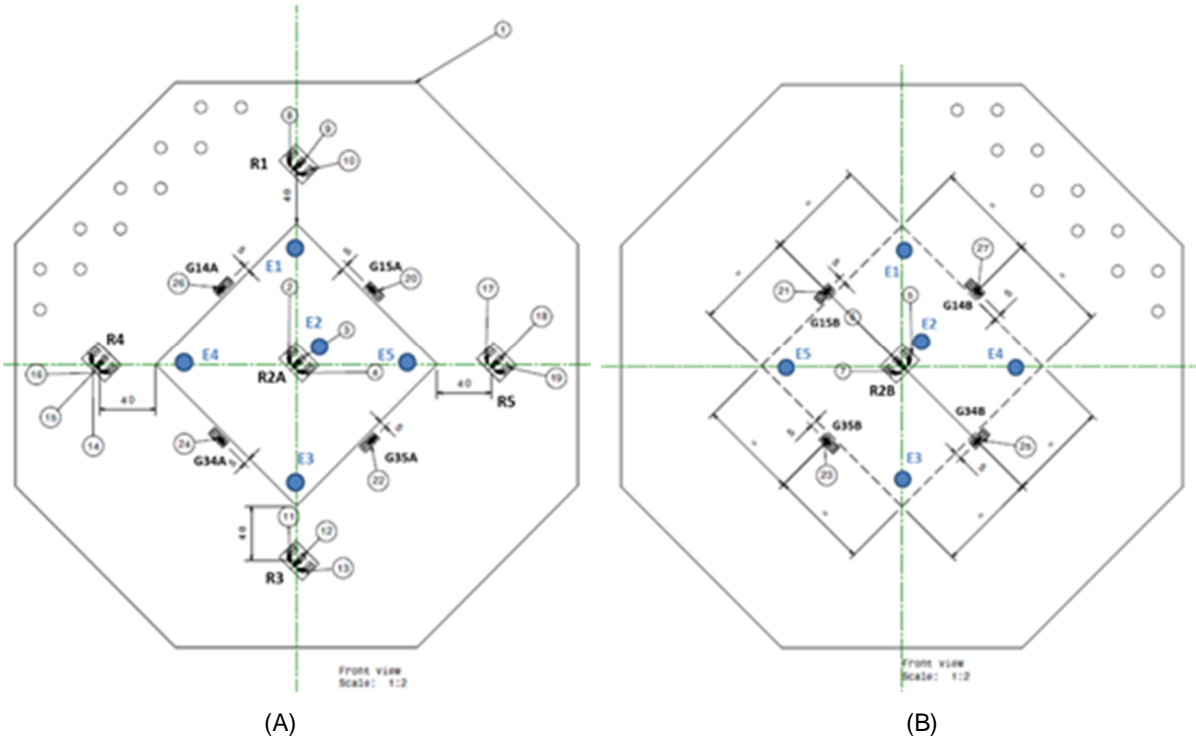 1
8
9
R1
10
40
G14A
G15A
26
E1
20
2
17
E2
3
18
R4
E4
E5
R2A
4
16
19
15
40
40
R5
14
24
G34A
G35A
E3
22
11
40
12
R3
13
Front view
Scale: 1:2
(A)
27
E1
21
G14B
5
G15B
6
E2
E5
E4
7
R2B
G35B
G34B
23
E3
Front view
Scale: 1:2
(B)